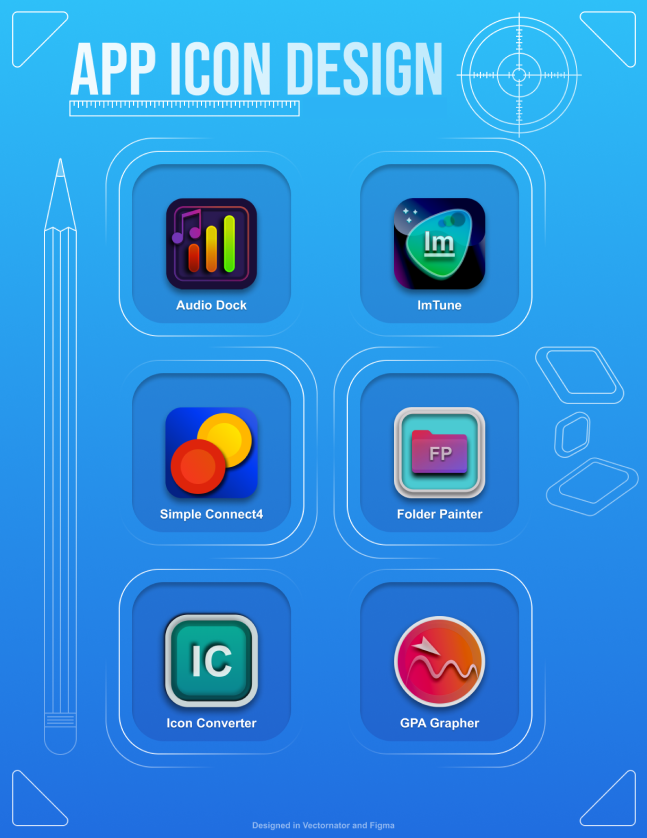 APP ICON DESIGN
Im
Audio Dock
ImTune
FP
Simple Connect4
Folder Painter
IC
Icon Converter
GPA Grapher
Designed in Vectornator and Figma